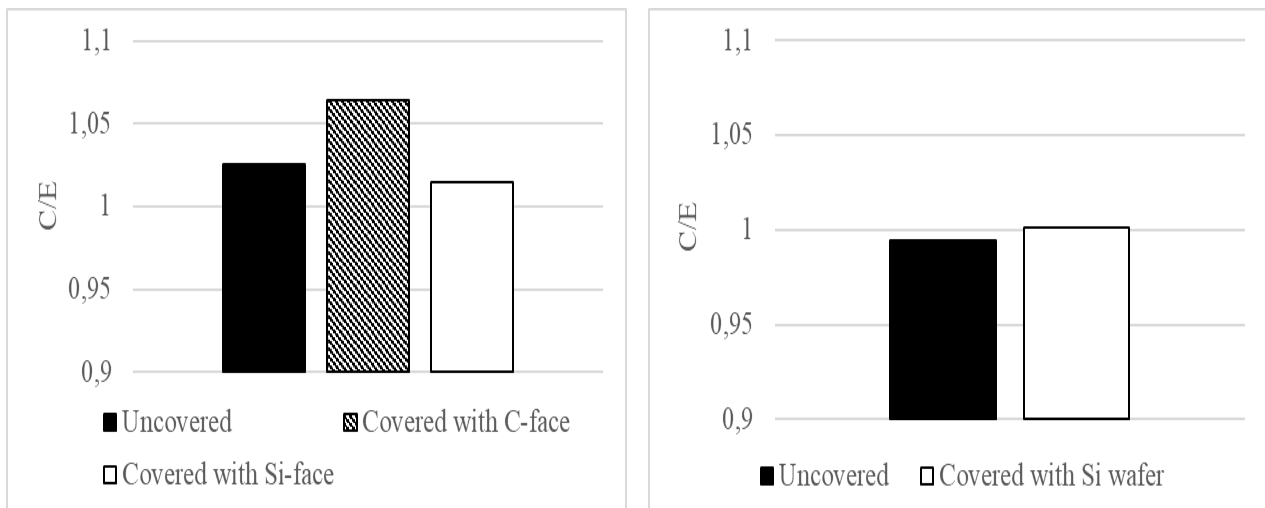 1,1
1,05
1
0,95
0,9
C/E
Uncovered
Covered with C-face
Covered with Si-face
1,1
1,05
1
0,95
0,9
C/E
Uncovered
Covered with Si wafer